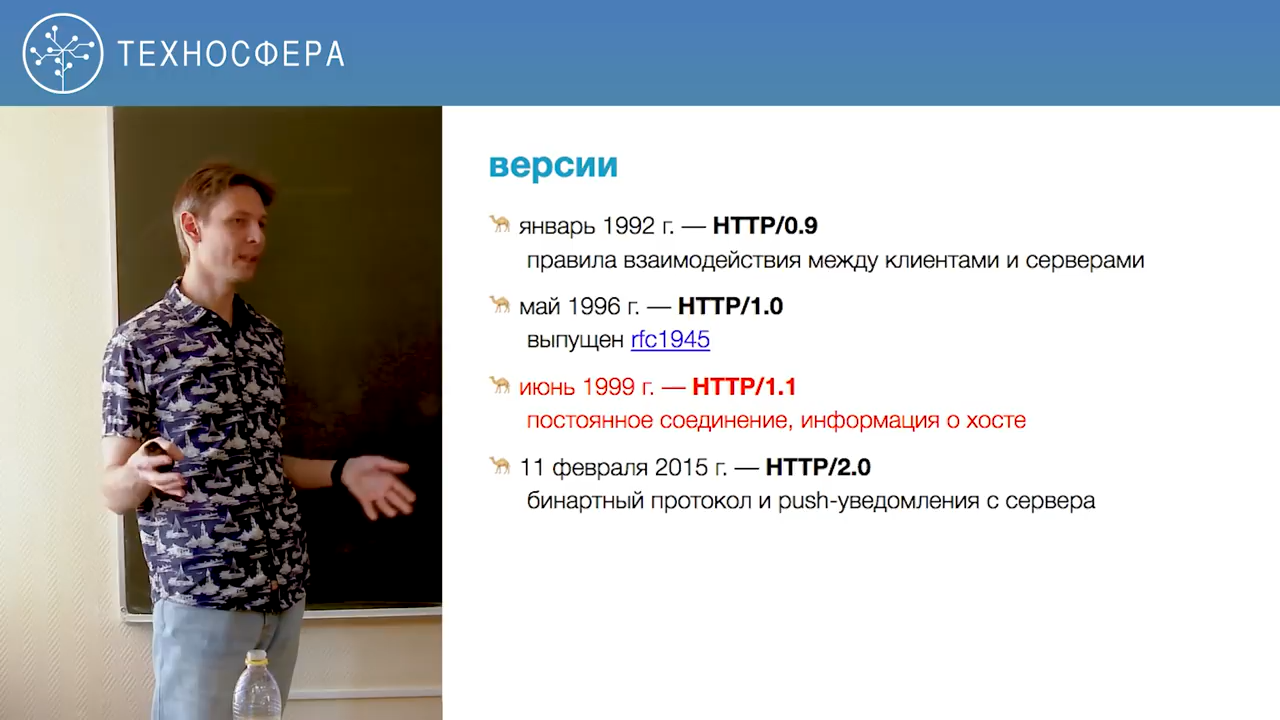 ТЕХНОСФЕРА
версии
январь 1992 г. — HTTP/0.9
правила взаимодействия между клиентами и серверами
май 1996 г. — HTTP/1.0
выпущен rfc1945
июнь 1999 г. — HTTP/1.1
постоянное соединение, информация о хосте
11 февраля 2015 г. — HTTP/2.0
бинартный протокол и push-уведомления с сервера